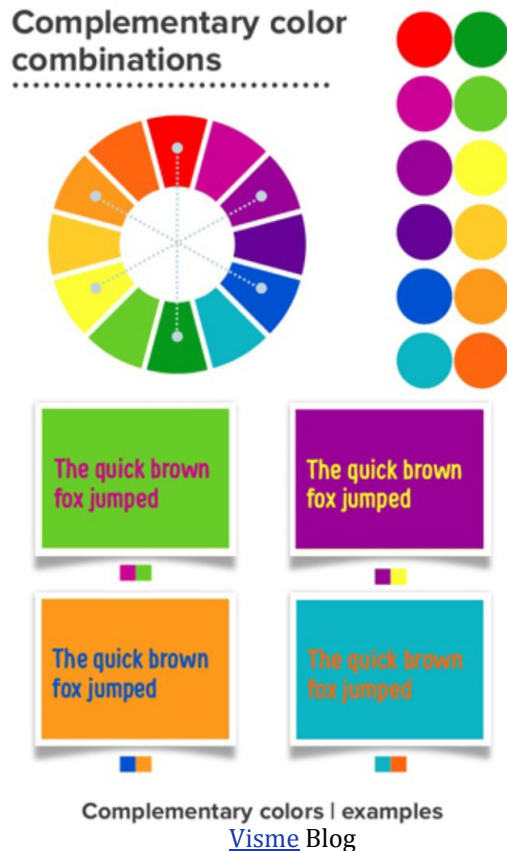 Complementary color
combinations
The quick brown
fox jumped
The quick brown
fox jumped
The quick brown
fox jumped
The quick brown
fox jumped
Complementary colors | examples
Visme Blog